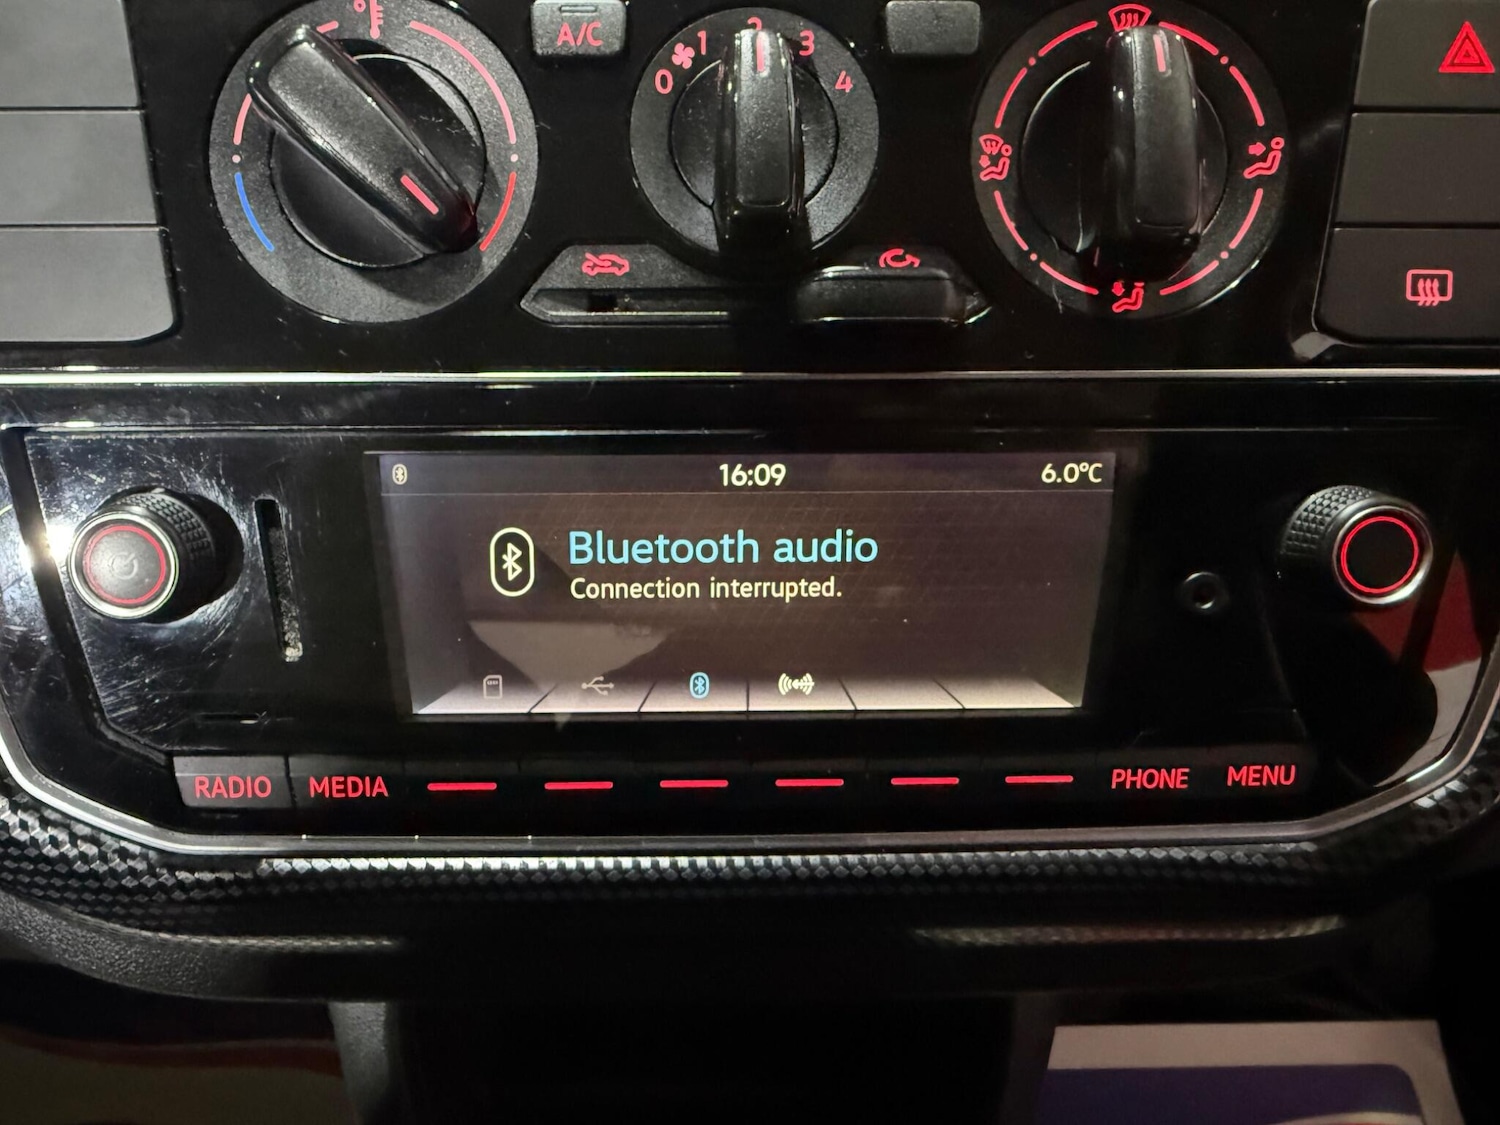 A/C
0 1 2 3 4
16:09 6.0°C
Bluetooth audio
Connection interrupted.
RADIO MEDIA PHONE MENU